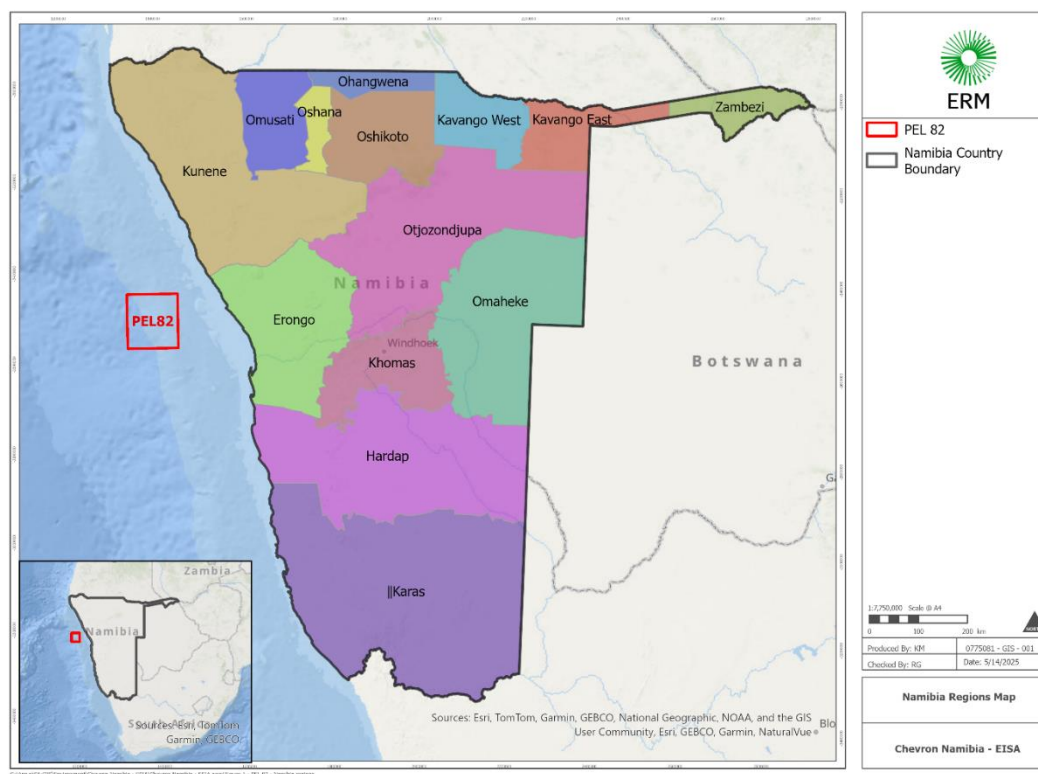 Ohangwena
Oshana
Omusati
Oshikoto
Kavango West
Kavango East
Zambezi
Kunene
Otjozondjupa
Namibia
Omaheke
PEL82
Erongo
Windhoek
Khomas
Botswana
Hardap
||Karas
Zambia
Namibia
Sources: Esri, TomTom
Garmin, GEBCO
Sources: Esri, TomTom, Garmin, GEBCO, National Geographic, NOAA, and the GIS
User Community, Esri, GEBCO, Garmin, NaturalVue
ERM
PEL 82
Namibia Country
Boundary
1:7,750,000 Scale @ A4
0 100 200 km
Produced By: KM
0775081 - GIS - 001
Checked By: RG
Date: 5/14/2025
Namibia Regions Map
Chevron Namibia - EISA